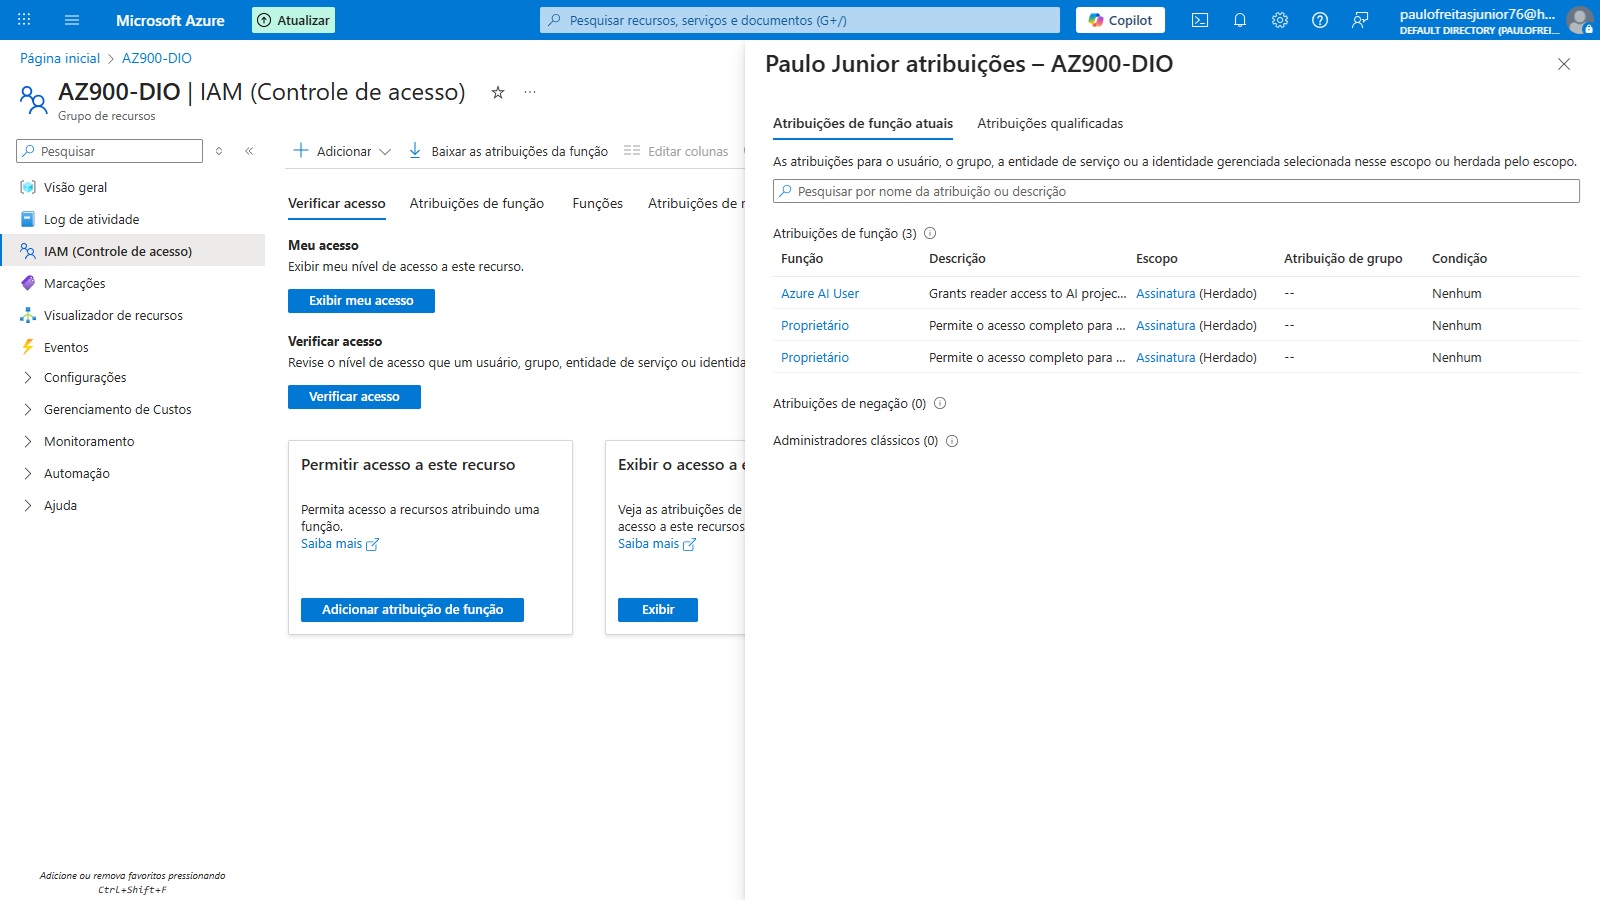 Microsoft Azure
Atualizar
Pesquisar recursos, serviços e documentos (G+/)
Copilot
paulofreitasjunior76@h...
DEFAULT DIRECTORY (PAULOFREI...
Página inicial > AZ900-DIO
AZ900-DIO | IAM (Controle de acesso)
Grupo de recursos
Pesquisar
Visão geral
Log de atividade
IAM (Controle de acesso)
Marcações
Visualizador de recursos
Eventos
Configurações
Gerenciamento de Custos
Monitoramento
Automação
Ajuda
Adicione ou remova favoritos pressionando
Ctrl+Shift+F
Adicionar
Baixar as atribuições da função
Editar colunas
Verificar acesso
Atribuições de função
Funções
Atribuições de
Meu acesso
Exibir meu nível de acesso a este recurso.
Exibir meu acesso
Verificar acesso
Revise o nível de acesso que um usuário, grupo, entidade de serviço ou identida
Verificar acesso
Permitir acesso a este recurso
Permita acesso a recursos atribuindo uma
função.
Saiba mais
Adicionar atribuição de função
Exibir o acesso a
Veja as atribuições de
acesso a este recursos
Saiba mais
Exibir
Paulo Junior atribuições – AZ900-DIO
Atribuições de função atuais
Atribuições qualificadas
As atribuições para o usuário, o grupo, a entidade de serviço ou a identidade gerenciada selecionada nesse escopo ou herdada pelo escopo.
Pesquisar por nome da atribuição ou descrição
Atribuições de função (3)
Função Descrição Escopo Atribuição de grupo Condição
Azure AI User Grants reader access to AI projec... Assinatura (Herdado) -- Nenhum
Proprietário Permite o acesso completo para ... Assinatura (Herdado) -- Nenhum
Proprietário Permite o acesso completo para ... Assinatura (Herdado) -- Nenhum
Atribuições de negação (0)
Administradores clássicos (0)